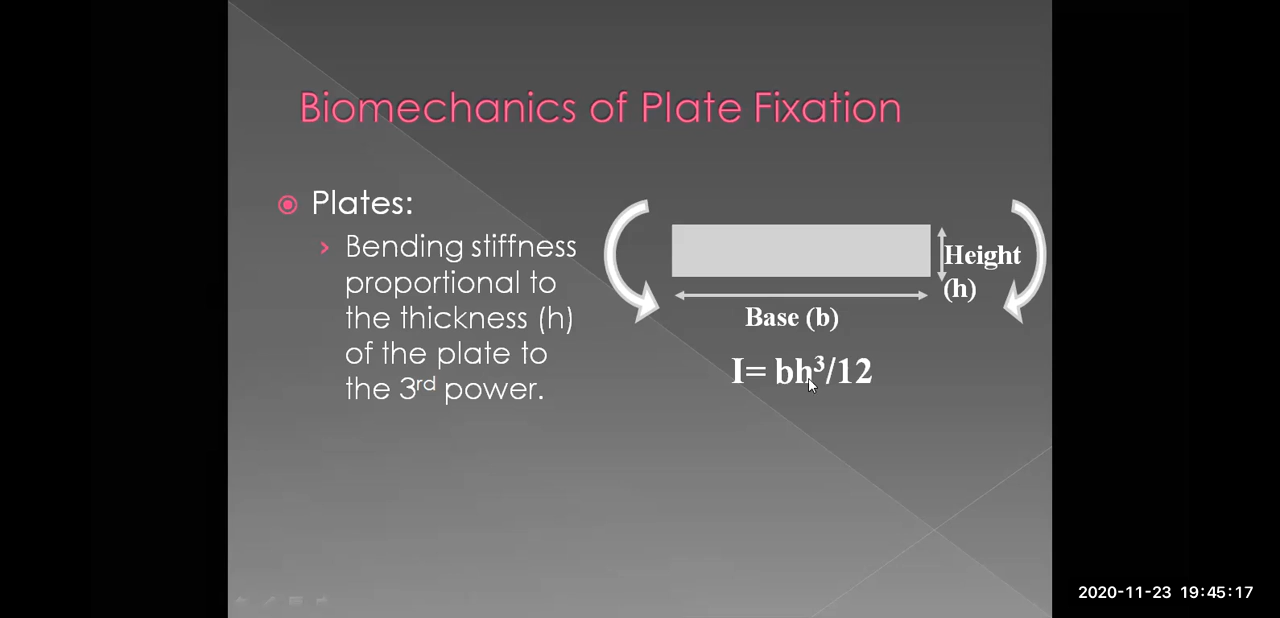 Biomechanics of Plate Fixation
Plates:
Bending stiffness
proportional to
the thickness (h)
of the plate to
the 3rd power.
Height
(h)
Base (b)
I= bh³/12
2020-11-23 19:45:17